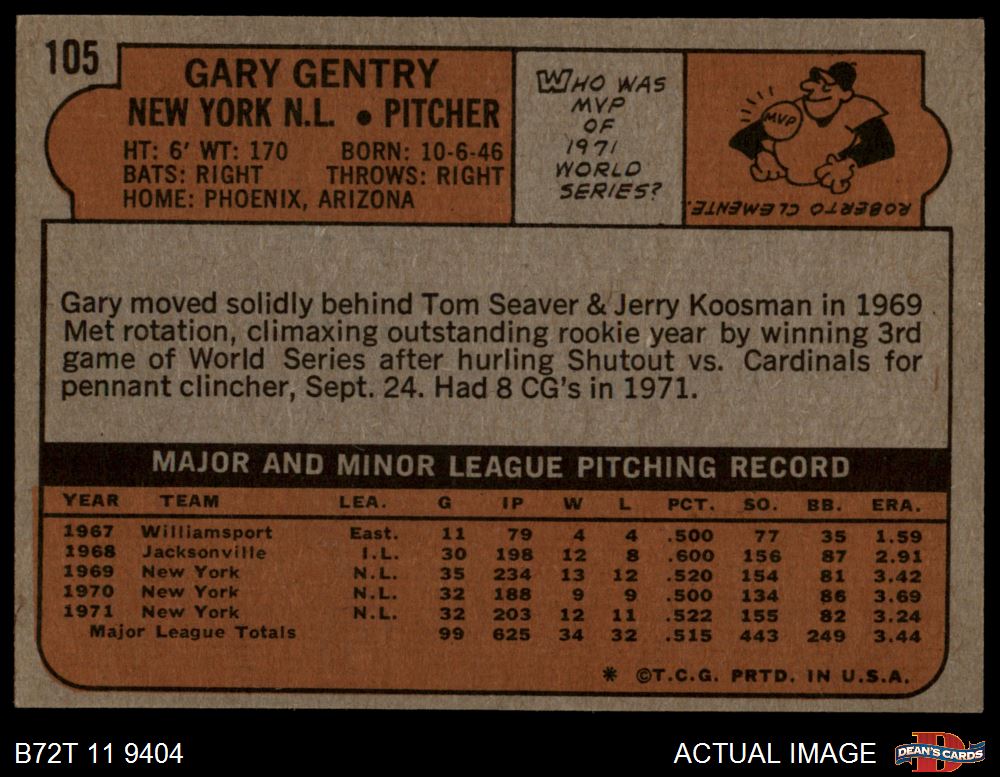 105
GARY GENTRY
NEW YORK N.L. • PITCHER
HT: 6' WT: 170 BORN: 10-6-46
BATS: RIGHT THROWS: RIGHT
HOME: PHOENIX, ARIZONA
WHO WAS
MVP
OF
1971
WORLD
SERIES?
MVP
ROBERTO CLEMENTE.
Gary moved solidly behind Tom Seaver & Jerry Koosman in 1969
Met rotation, climaxing outstanding rookie year by winning 3rd
game of World Series after hurling Shutout vs. Cardinals for
pennant clincher, Sept. 24. Had 8 CG's in 1971.
MAJOR AND MINOR LEAGUE PITCHING RECORD
YEAR TEAM LEA. G IP W L PCT. SO. BB. ERA.
1967 Williamsport East. 11 79 4 4 .500 77 35 1.59
1968 Jacksonville I.L. 30 198 12 8 .600 156 87 2.91
1969 New York N.L. 35 234 13 12 .520 154 81 3.42
1970 New York N.L. 32 188 9 9 .500 134 86 3.69
1971 New York N.L. 32 203 12 11 .522 155 82 3.24
Major League Totals 99 625 34 32 .515 443 249 3.44
* ©T.C.G. PRTD. IN U.S.A.
B72T 11 9404
ACTUAL IMAGE
D
DEAN'S CARDS